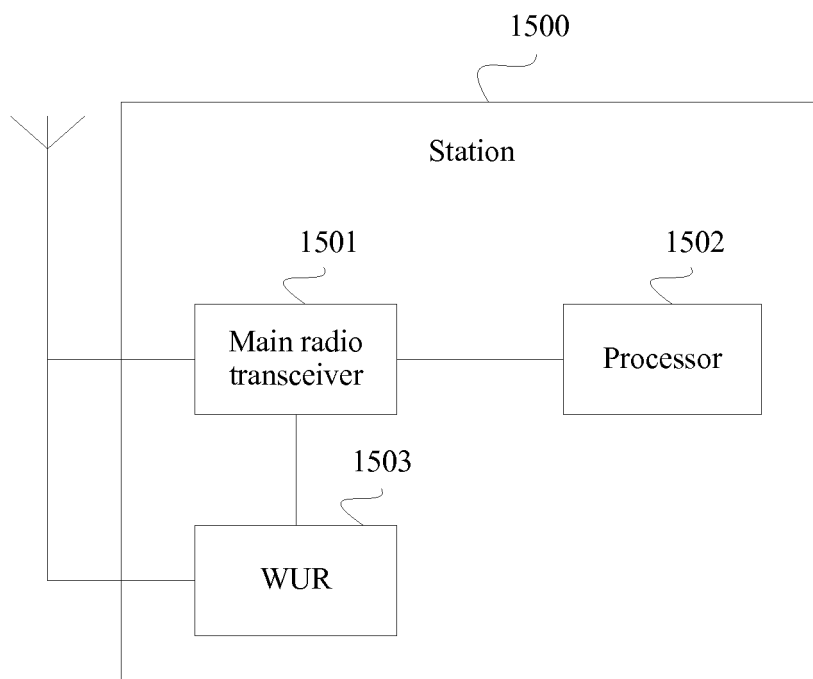 1500
Station
1501
1502
Main radio
transceiver
Processor
1503
WUR